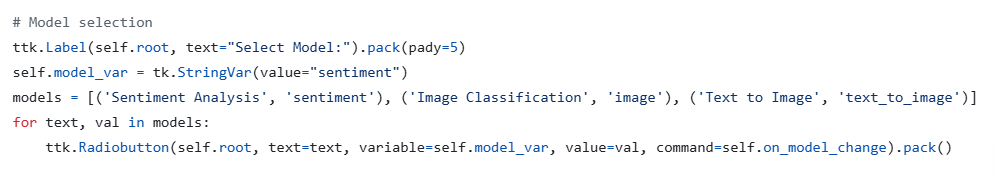 # Model selection
ttk.Label(self.root, text="Select Model:").pack(pady=5)
self.model_var = tk.StringVar(value="sentiment")
models = [('Sentiment Analysis', 'sentiment'), ('Image Classification', 'image'), ('Text to Image', 'text_to_image')]
for text, val in models:
    ttk.Radiobutton(self.root, text=text, variable=self.model_var, value=val, command=self.on_model_change).pack()